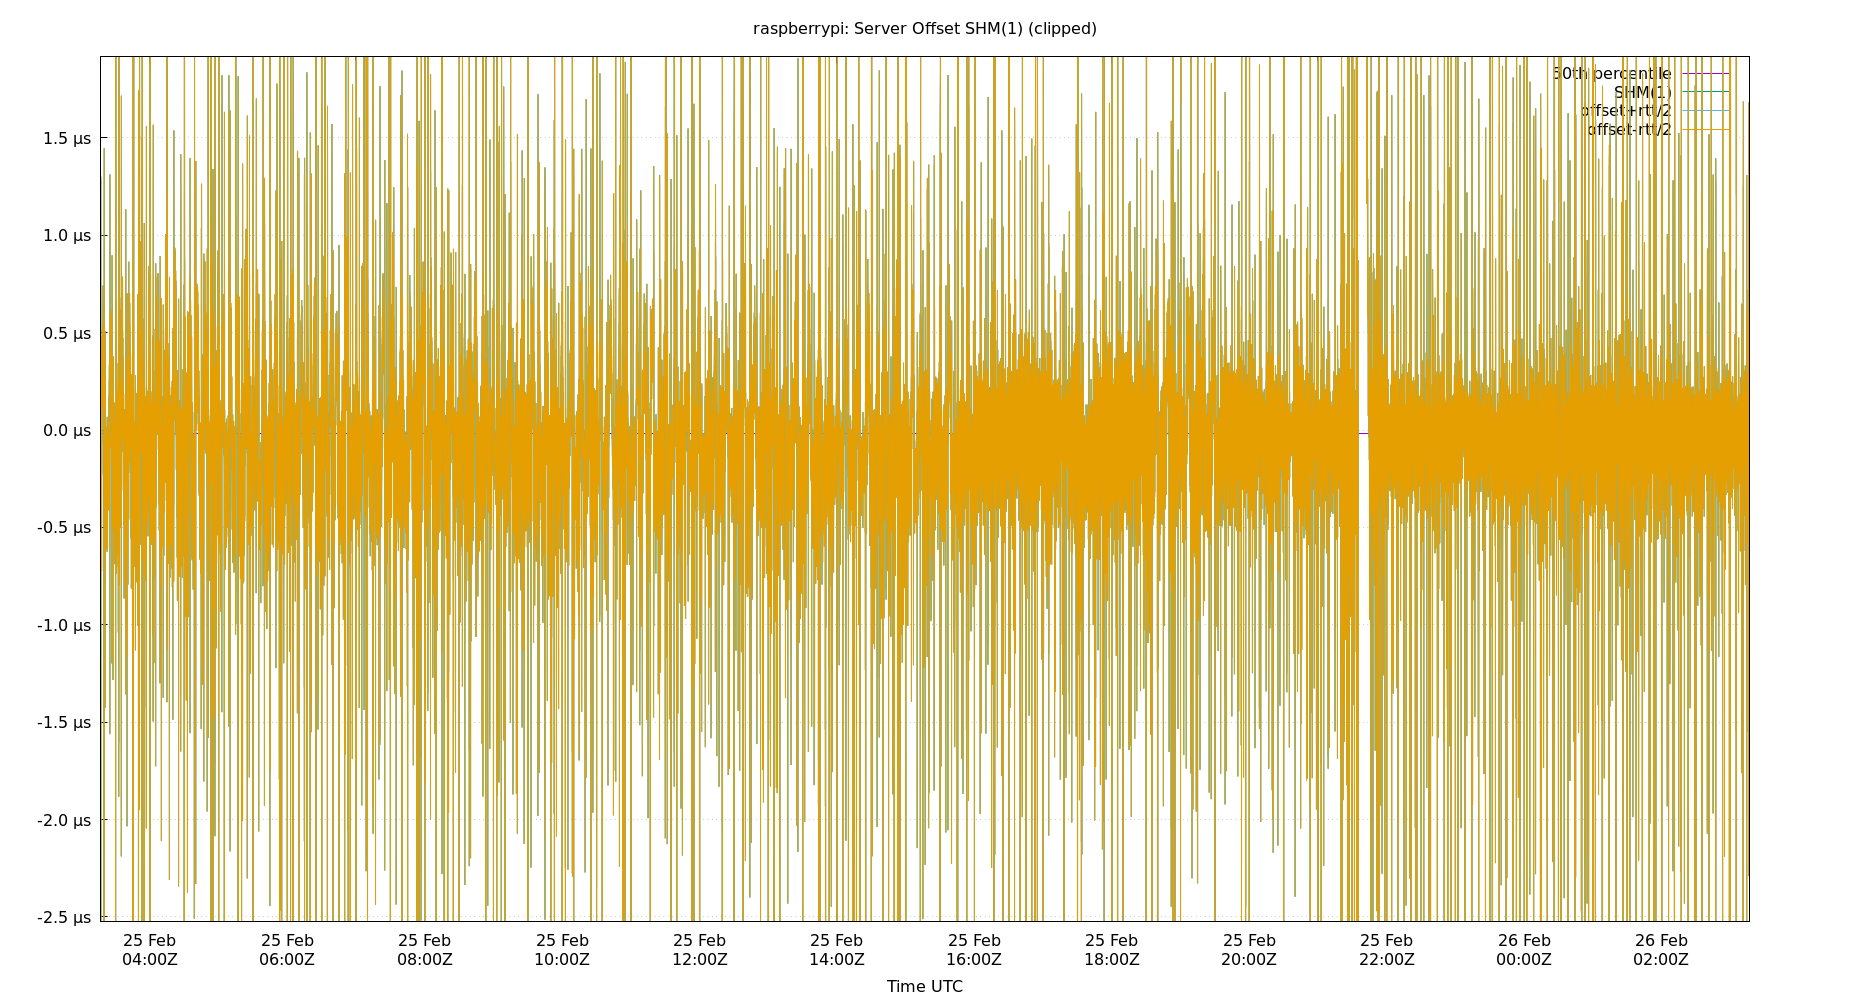 raspberrypi: Server Offset SHM(1) (clipped)
50th percentile
SHM(1)
offset+rtt/2
offset-rtt/2
1.5 µs
1.0 µs
0.5 µs
0.0 µs
-0.5 µs
-1.0 µs
-1.5 µs
-2.0 µs
-2.5 µs
25 Feb 25 Feb 25 Feb 25 Feb 25 Feb 25 Feb 25 Feb 25 Feb 25 Feb 25 Feb 26 Feb 26 Feb
04:00Z 06:00Z 08:00Z 10:00Z 12:00Z 14:00Z 16:00Z 18:00Z 20:00Z 22:00Z 00:00Z 02:00Z
Time UTC